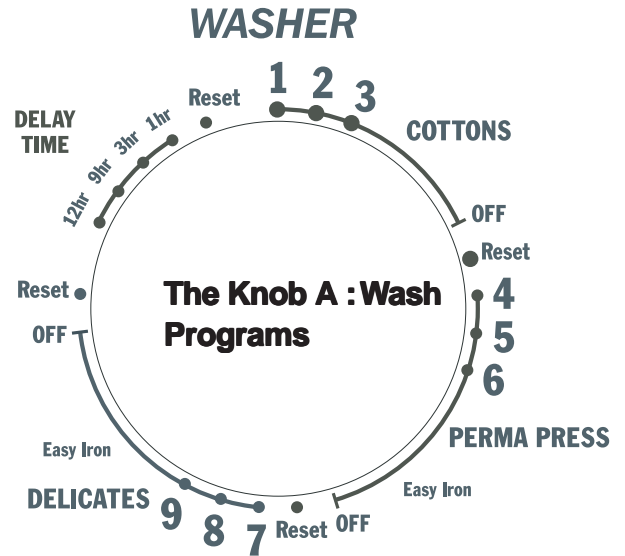 WASHER
1
2
3
COTTONS
OFF
Reset
4
5
6
PERMA PRESS
Easy Iron
OFF
Reset
7
8
9
DELICATES
Easy Iron
OFF
Reset
12hr
9hr
3hr
1hr
DELAY
TIME
Reset
The Knob A : Wash
Programs